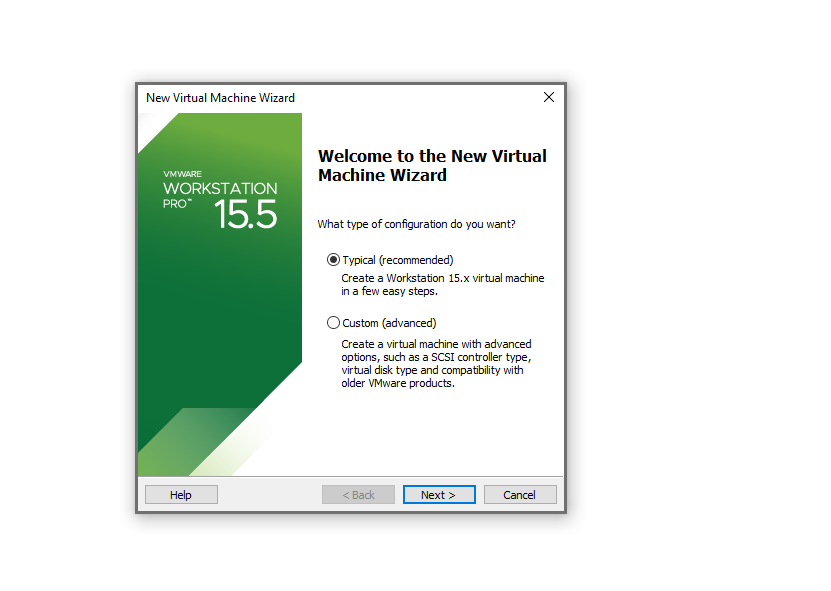 New Virtual Machine Wizard
VMWARE
WORKSTATION
PRO™ 15.5
Welcome to the New Virtual
Machine Wizard
What type of configuration do you want?
Typical (recommended)
Create a Workstation 15.x virtual machine
in a few easy steps.
Custom (advanced)
Create a virtual machine with advanced
options, such as a SCSI controller type,
virtual disk type and compatibility with
older VMware products.
Help
< Back
Next >
Cancel